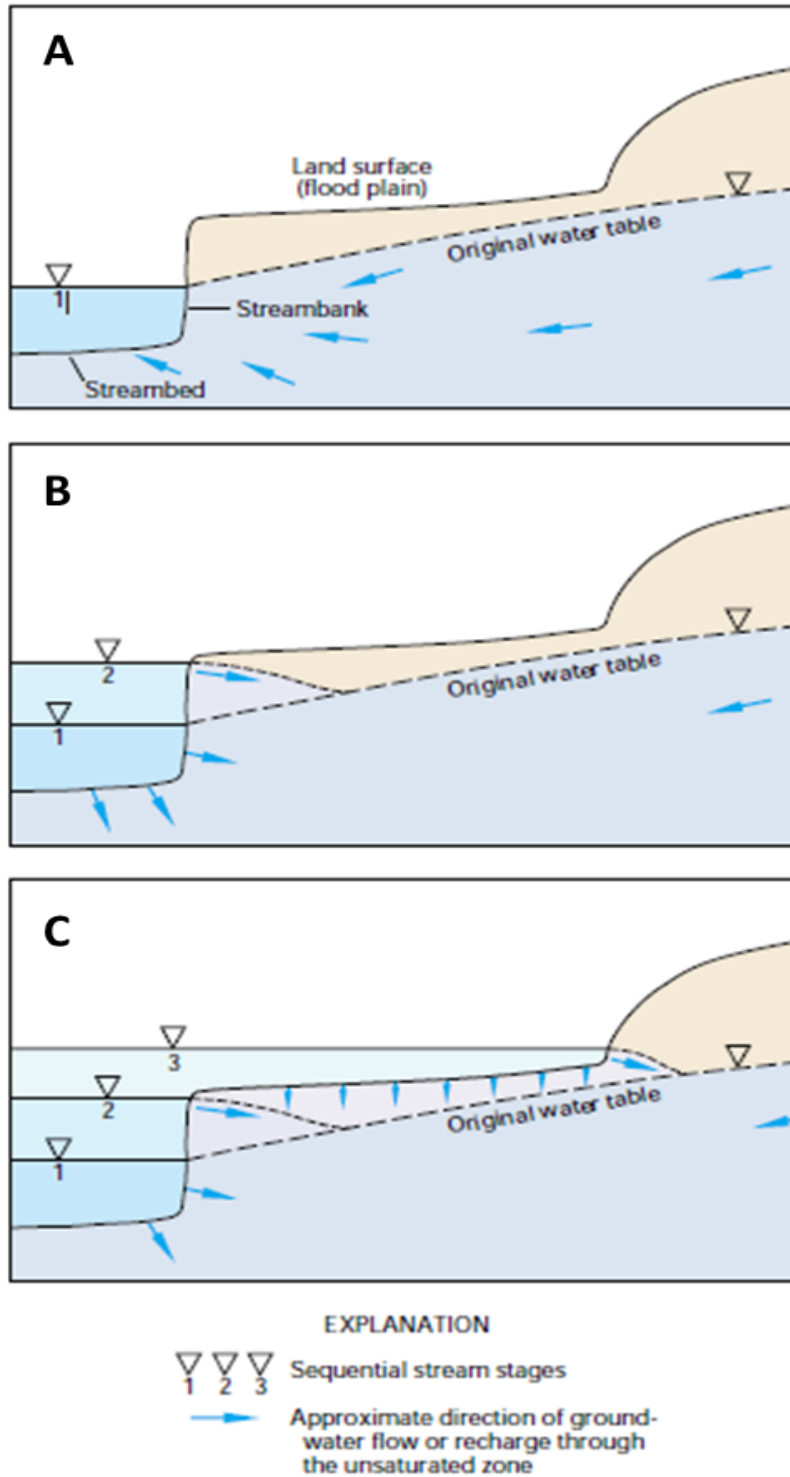 A
Land surface
(flood plain)
Original water table
1|
Streambank
Streambed
B
2
Original water table
1
C
3
2
Original water table
1
EXPLANATION
1 2 3 Sequential stream stages
Approximate direction of ground-
water flow or recharge through
the unsaturated zone